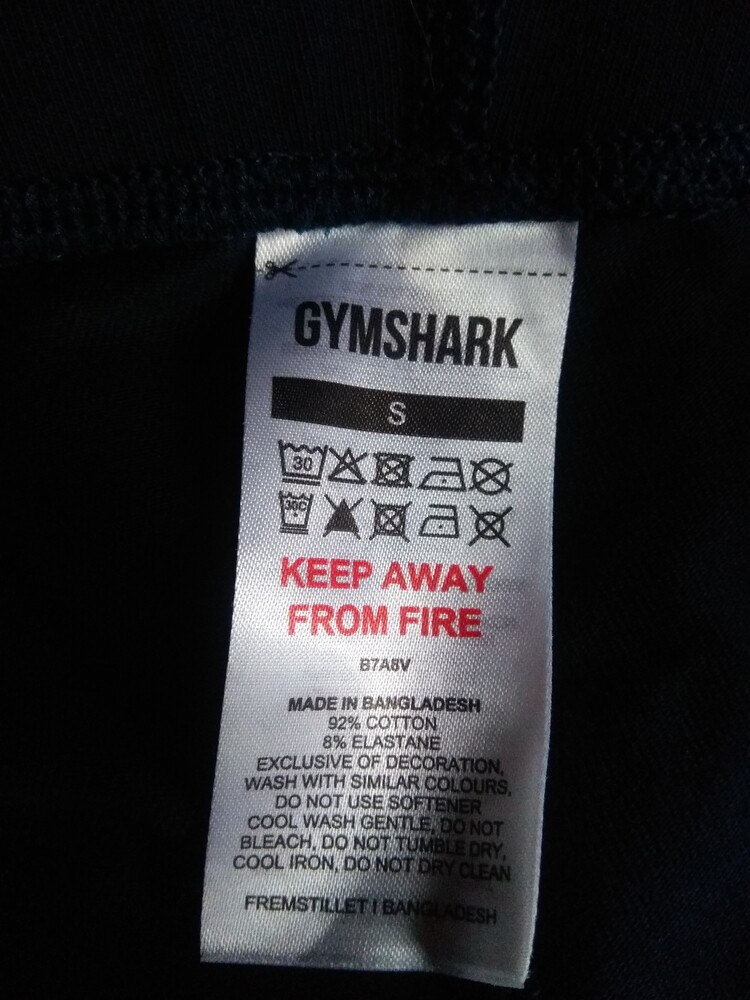 GYMSHARK
S
30
30C
KEEP AWAY
FROM FIRE
B7A8V
MADE IN BANGLADESH
92% COTTON
8% ELASTANE
EXCLUSIVE OF DECORATION,
WASH WITH SIMILAR COLOURS,
DO NOT USE SOFTENER
COOL WASH GENTLE, DO NOT
BLEACH, DO NOT TUMBLE DRY,
COOL IRON, DO NOT DRY CLEAN
FREMSTILLET I BANGLADESH